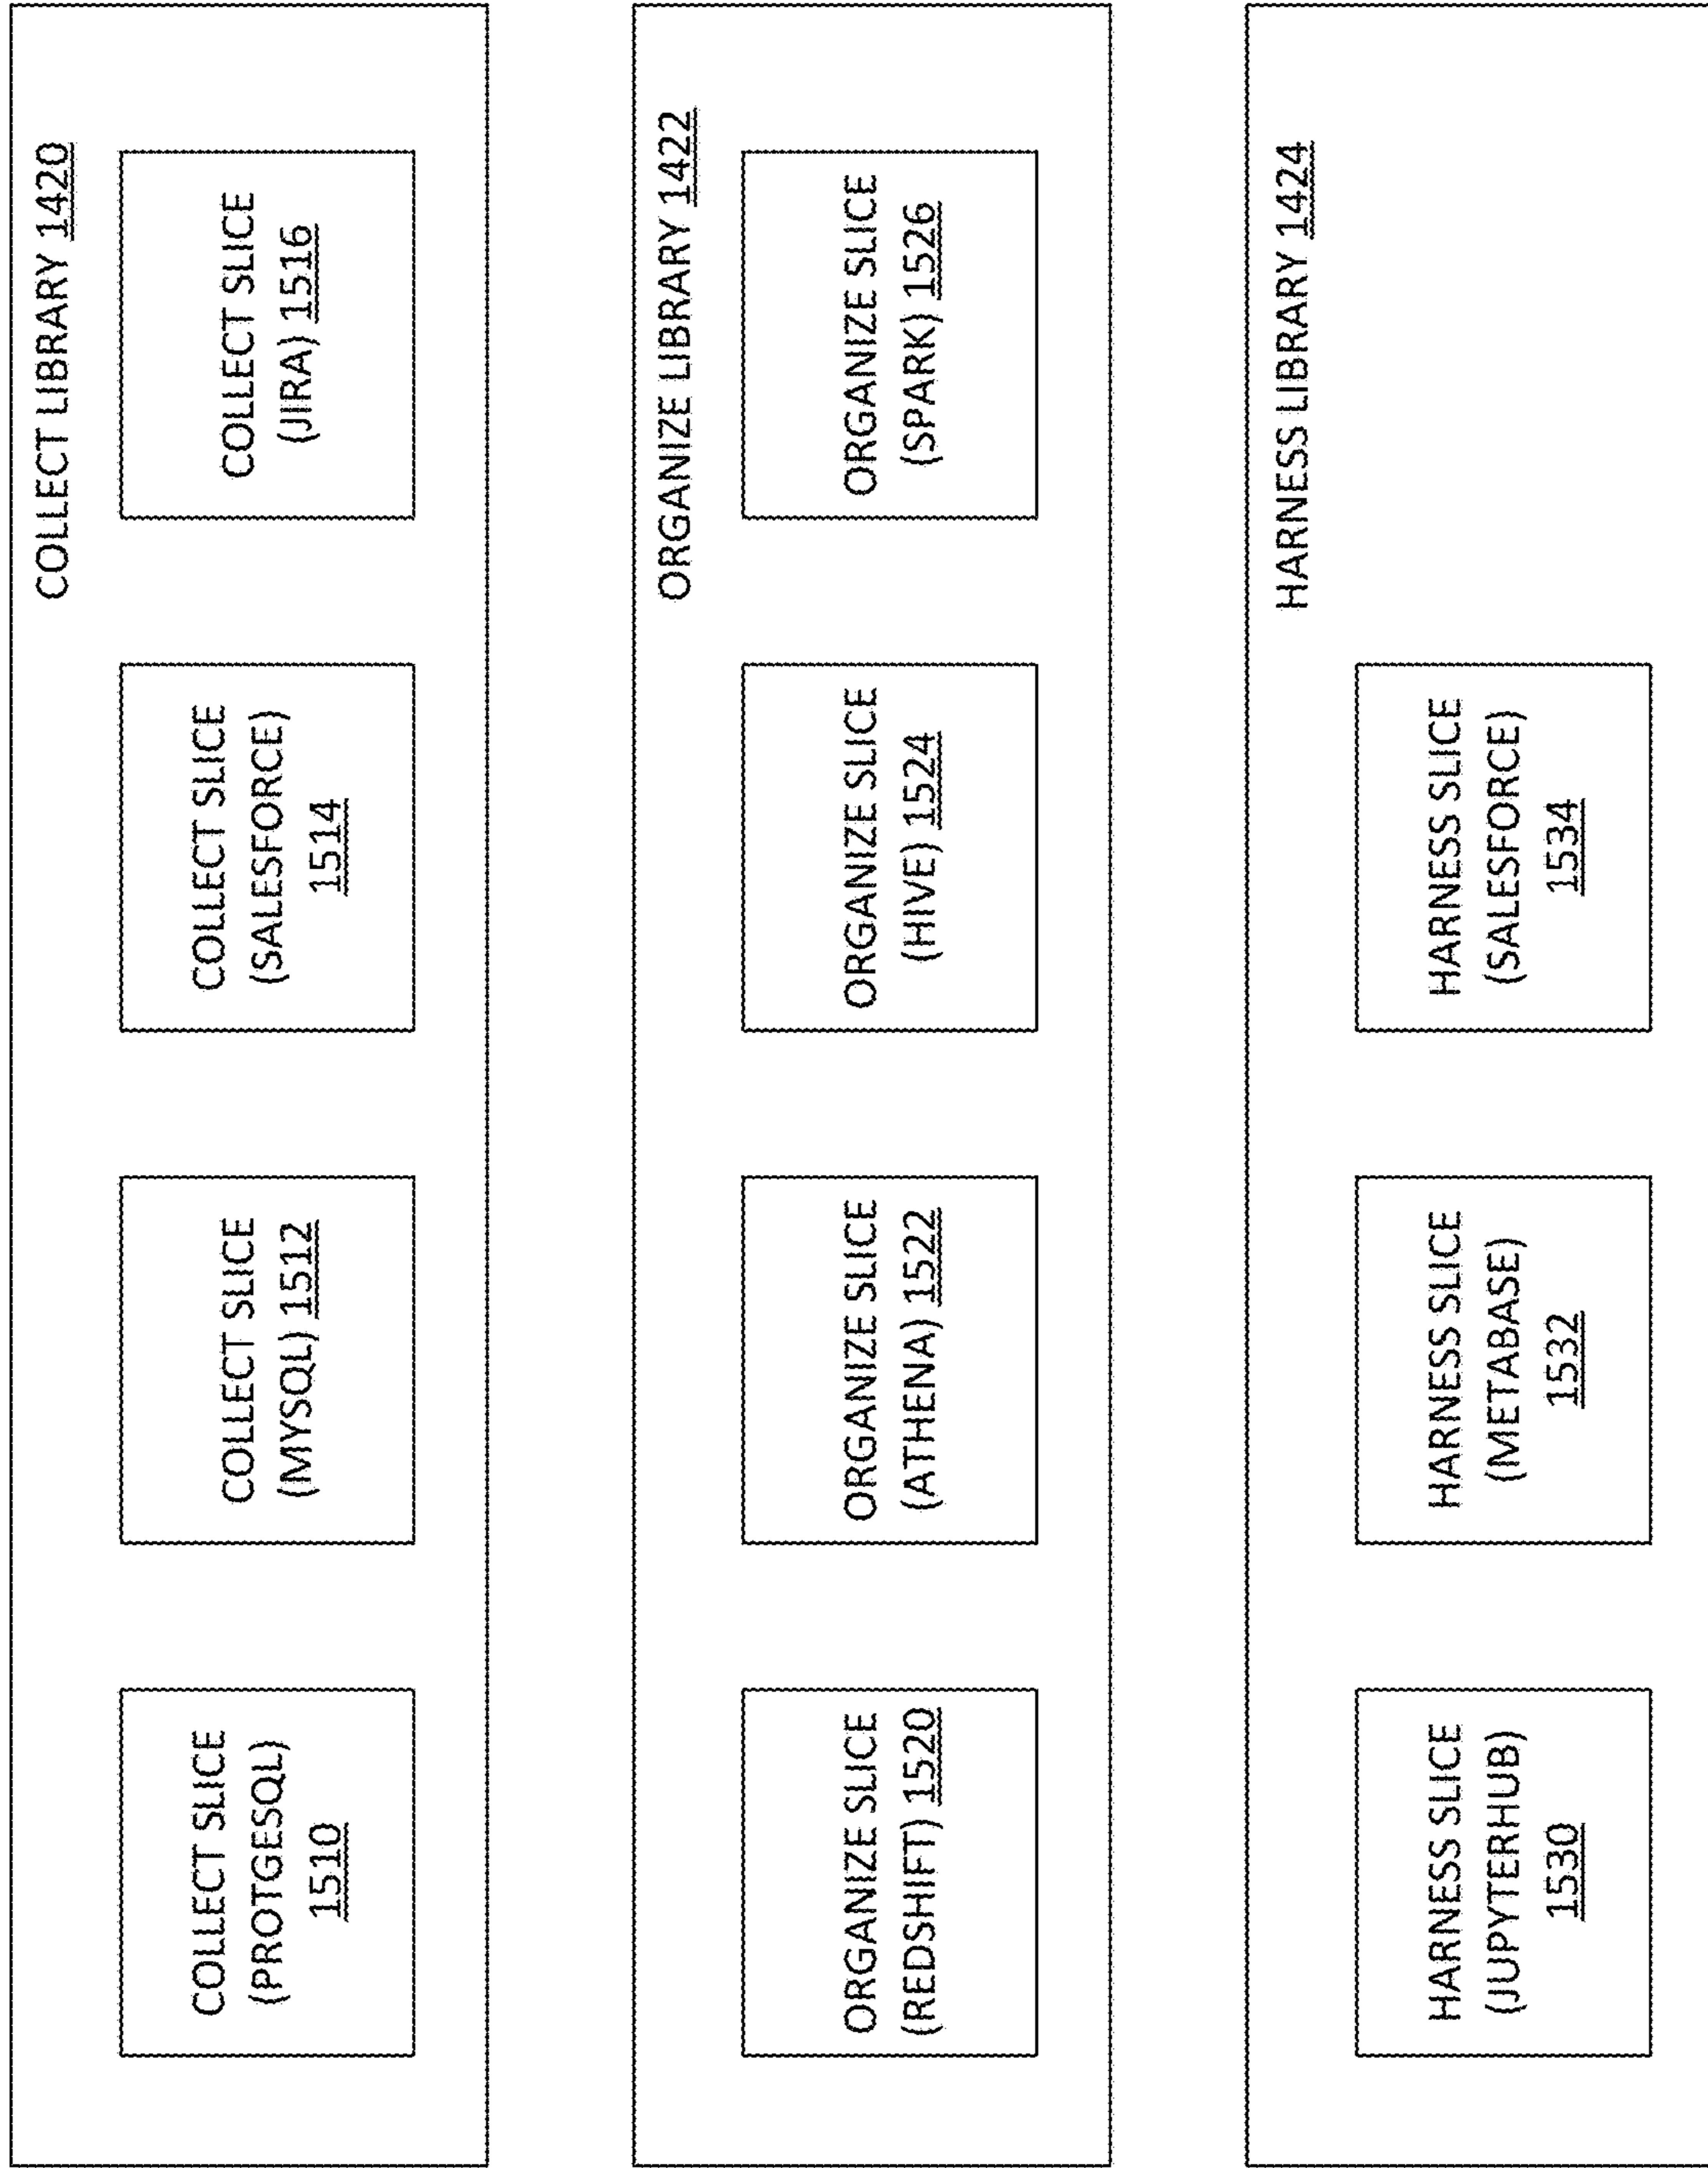 COLLECT LIBRARY 1420
COLLECT SLICE
(PROTGESQL)
1510
COLLECT SLICE
(MYSQL) 1512
COLLECT SLICE
(SALESFORCE)
1514
COLLECT SLICE
(JIRA) 1516
ORGANIZE LIBRARY 1422
ORGANIZE SLICE
(REDSHIFT) 1520
ORGANIZE SLICE
(ATHENA) 1522
ORGANIZE SLICE
(HIVE) 1524
ORGANIZE SLICE
(SPARK) 1526
HARNESS LIBRARY 1424
HARNESS SLICE
(JUPYTERHUB)
1530
HARNESS SLICE
(METABASE)
1532
HARNESS SLICE
(SALESFORCE)
1534